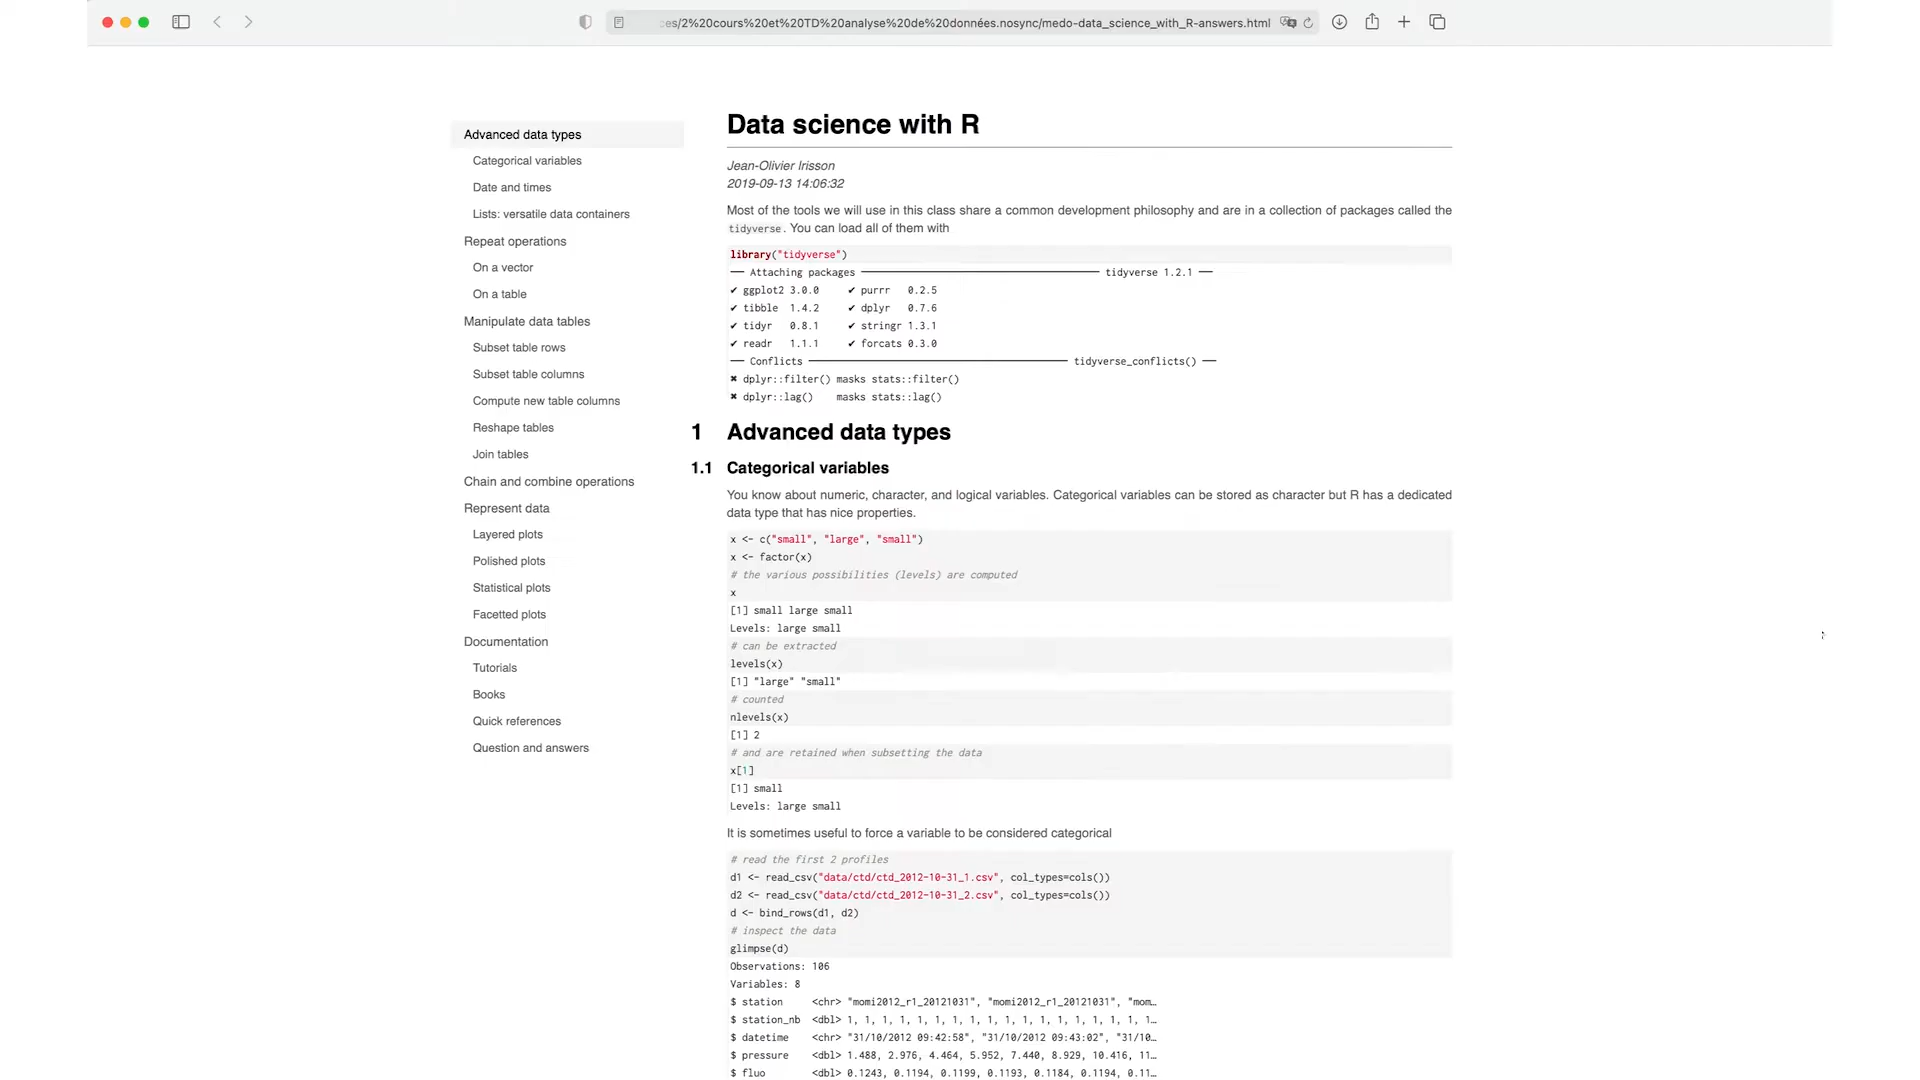 es/2%20cours%20et%20TD%20analyse%20de%20données.nosync/medo-data_science_with_R-answers.html
Advanced data types
Categorical variables
Date and times
Lists: versatile data containers
Repeat operations
On a vector
On a table
Manipulate data tables
Subset table rows
Subset table columns
Compute new table columns
Reshape tables
Join tables
Chain and combine operations
Represent data
Layered plots
Polished plots
Statistical plots
Facetted plots
Documentation
Tutorials
Books
Quick references
Question and answers
Data science with R
Jean-Olivier Irisson
2019-09-13 14:06:32
Most of the tools we will use in this class share a common development philosophy and are in a collection of packages called the
tidyverse. You can load all of them with
library("tidyverse")
── Attaching packages ──────────────── tidyverse 1.2.1 ──
✔ ggplot2 3.0.0 ✔ purrr 0.2.5
✔ tibble 1.4.2 ✔ dplyr 0.7.6
✔ tidyr 0.8.1 ✔ stringr 1.3.1
✔ readr 1.1.1 ✔ forcats 0.3.0
── Conflicts ──────────────── tidyverse_conflicts() ──
✖ dplyr::filter() masks stats::filter()
✖ dplyr::lag() masks stats::lag()
1 Advanced data types
1.1 Categorical variables
You know about numeric, character, and logical variables. Categorical variables can be stored as character but R has a dedicated
data type that has nice properties.
x <- c("small", "large", "small")
x <- factor(x)
# the various possibilities (levels) are computed
x
[1] small large small
Levels: large small
# can be extracted
levels(x)
[1] "large" "small"
# counted
nlevels(x)
[1] 2
# and are retained when subsetting the data
x[1]
[1] small
Levels: large small
It is sometimes useful to force a variable to be considered categorical
# read the first 2 profiles
d1 <- read_csv("data/ctd/ctd_2012-10-31_1.csv", col_types=cols())
d2 <- read_csv("data/ctd/ctd_2012-10-31_2.csv", col_types=cols())
d <- bind_rows(d1, d2)
# inspect the data
glimpse(d)
Observations: 106
Variables: 8
$ station <chr> "momi2012_r1_20121031", "momi2012_r1_20121031", "mom…
$ station_nb <dbl> 1, 1, 1, 1, 1, 1, 1, 1, 1, 1, 1, 1, 1, 1, 1, 1, 1, 1…
$ datetime <chr> "31/10/2012 09:42:58", "31/10/2012 09:43:02", "31/10…
$ pressure <dbl> 1.488, 2.976, 4.464, 5.952, 7.440, 8.929, 10.416, 11…
$ fluo <dbl> 0.1243, 0.1194, 0.1199, 0.1193, 0.1184, 0.1194, 0.11…